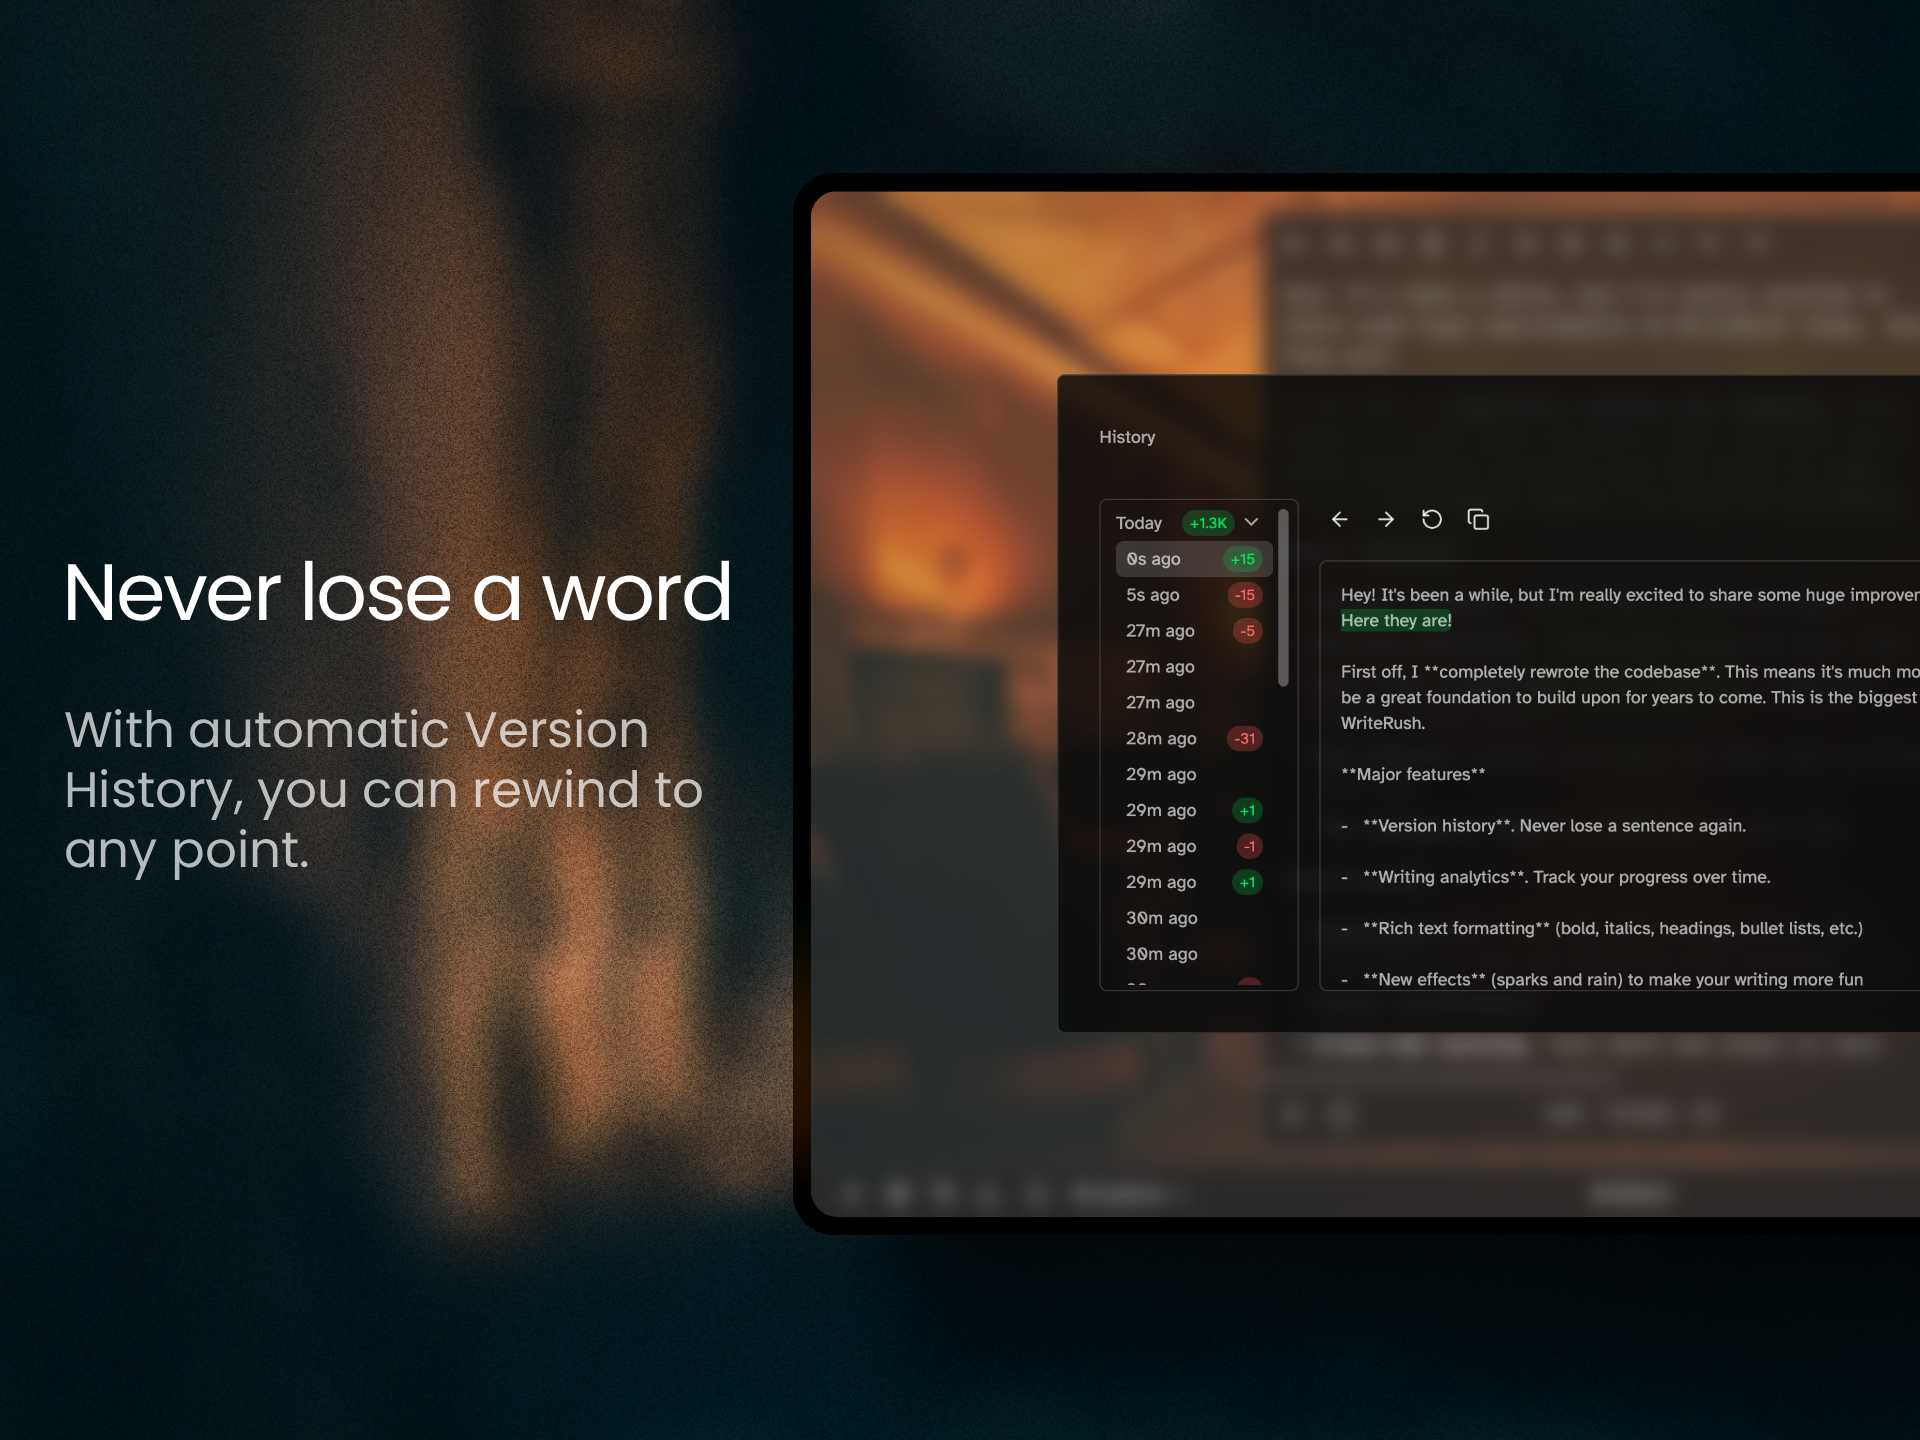 Never lose a word
With automatic Version
History, you can rewind to
any point.
History
Today +1.3K
0s ago +15
5s ago -15
27m ago -5
27m ago
27m ago
28m ago -31
29m ago
29m ago +1
29m ago -1
29m ago +1
30m ago
30m ago
Hey! It's been a while, but I'm really excited to share some huge
Here they are!
First off, I **completely rewrote the codebase**. This means it's much
be a great foundation to build upon for years to come. This is the biggest
WriteRush.
**Major features**
- **Version history**. Never lose a sentence again.
- **Writing analytics**. Track your progress over time.
- **Rich text formatting** (bold, italics, headings, bullet lists, etc.)
- **New effects** (sparks and rain) to make your writing more fun